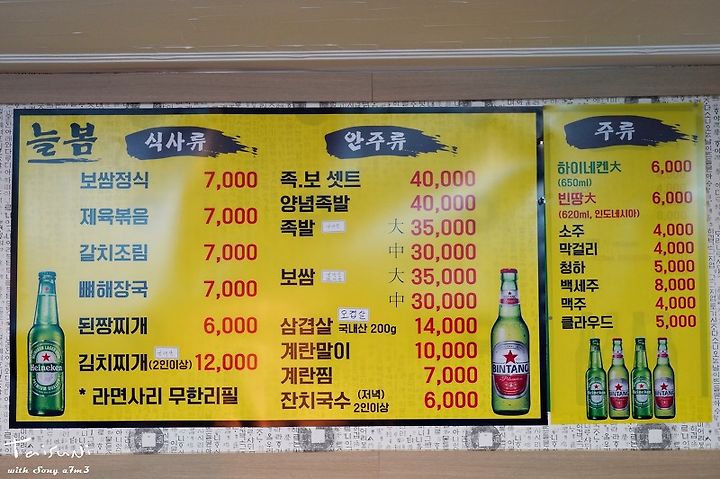 늘봄
식사류
보쌈정식 7,000
제육볶음 7,000
갈치조림 7,000
뼈해장국 7,000
된짱찌개 6,000
김치찌개(2인이상) 12,000
* 라면사리 무한리필
안주류
족.보 셋트 40,000
양념족발 40,000
족발 大 35,000
中 30,000
보쌈 大 35,000
中 30,000
오겹살
삼겹살 국내산 200g 14,000
계란말이 10,000
계란찜 7,000
잔치국수 (저녁) 2인이상 6,000
주류
하이네켄大 6,000
(650ml)
빈땅大 6,000
(620ml, 인도네시아)
소주 4,000
막걸리 4,000
청하 5,000
백세주 8,000
맥주 4,000
클라우드 5,000
Heineken
BINTANG
TaisuNi
with Sony a7m3